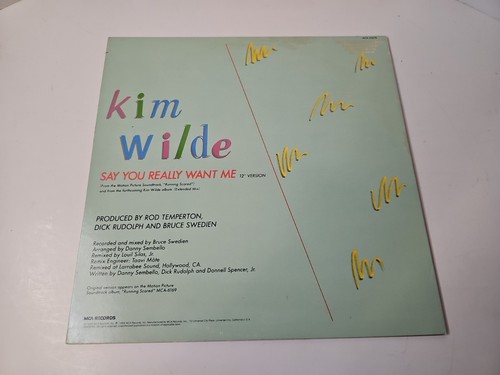 kim
wilde
SAY YOU REALLY WANT ME 12" VERSION
(from the Motion Picture Soundtrack, "Running Scared")
and from the forthcoming Kim Wilde album (Extended Mix)
PRODUCED BY ROD TEMPERTON,
DICK RUDOLPH AND BRUCE SWEDIEN
Recorded and mixed by Bruce Swedien
Arranged by Danny Sembello
Remixed by Louil Silas, Jr.
Remix Engineer: Taavi Môte
Remixed at Larrabee Sound, Hollywood, CA.
Written by Danny Sembello, Dick Rudolph and Donnell Spencer, Jr.
Original version appears on the Motion Picture
Soundtrack album, "Running Scared" MCA-6169
MCA RECORDS